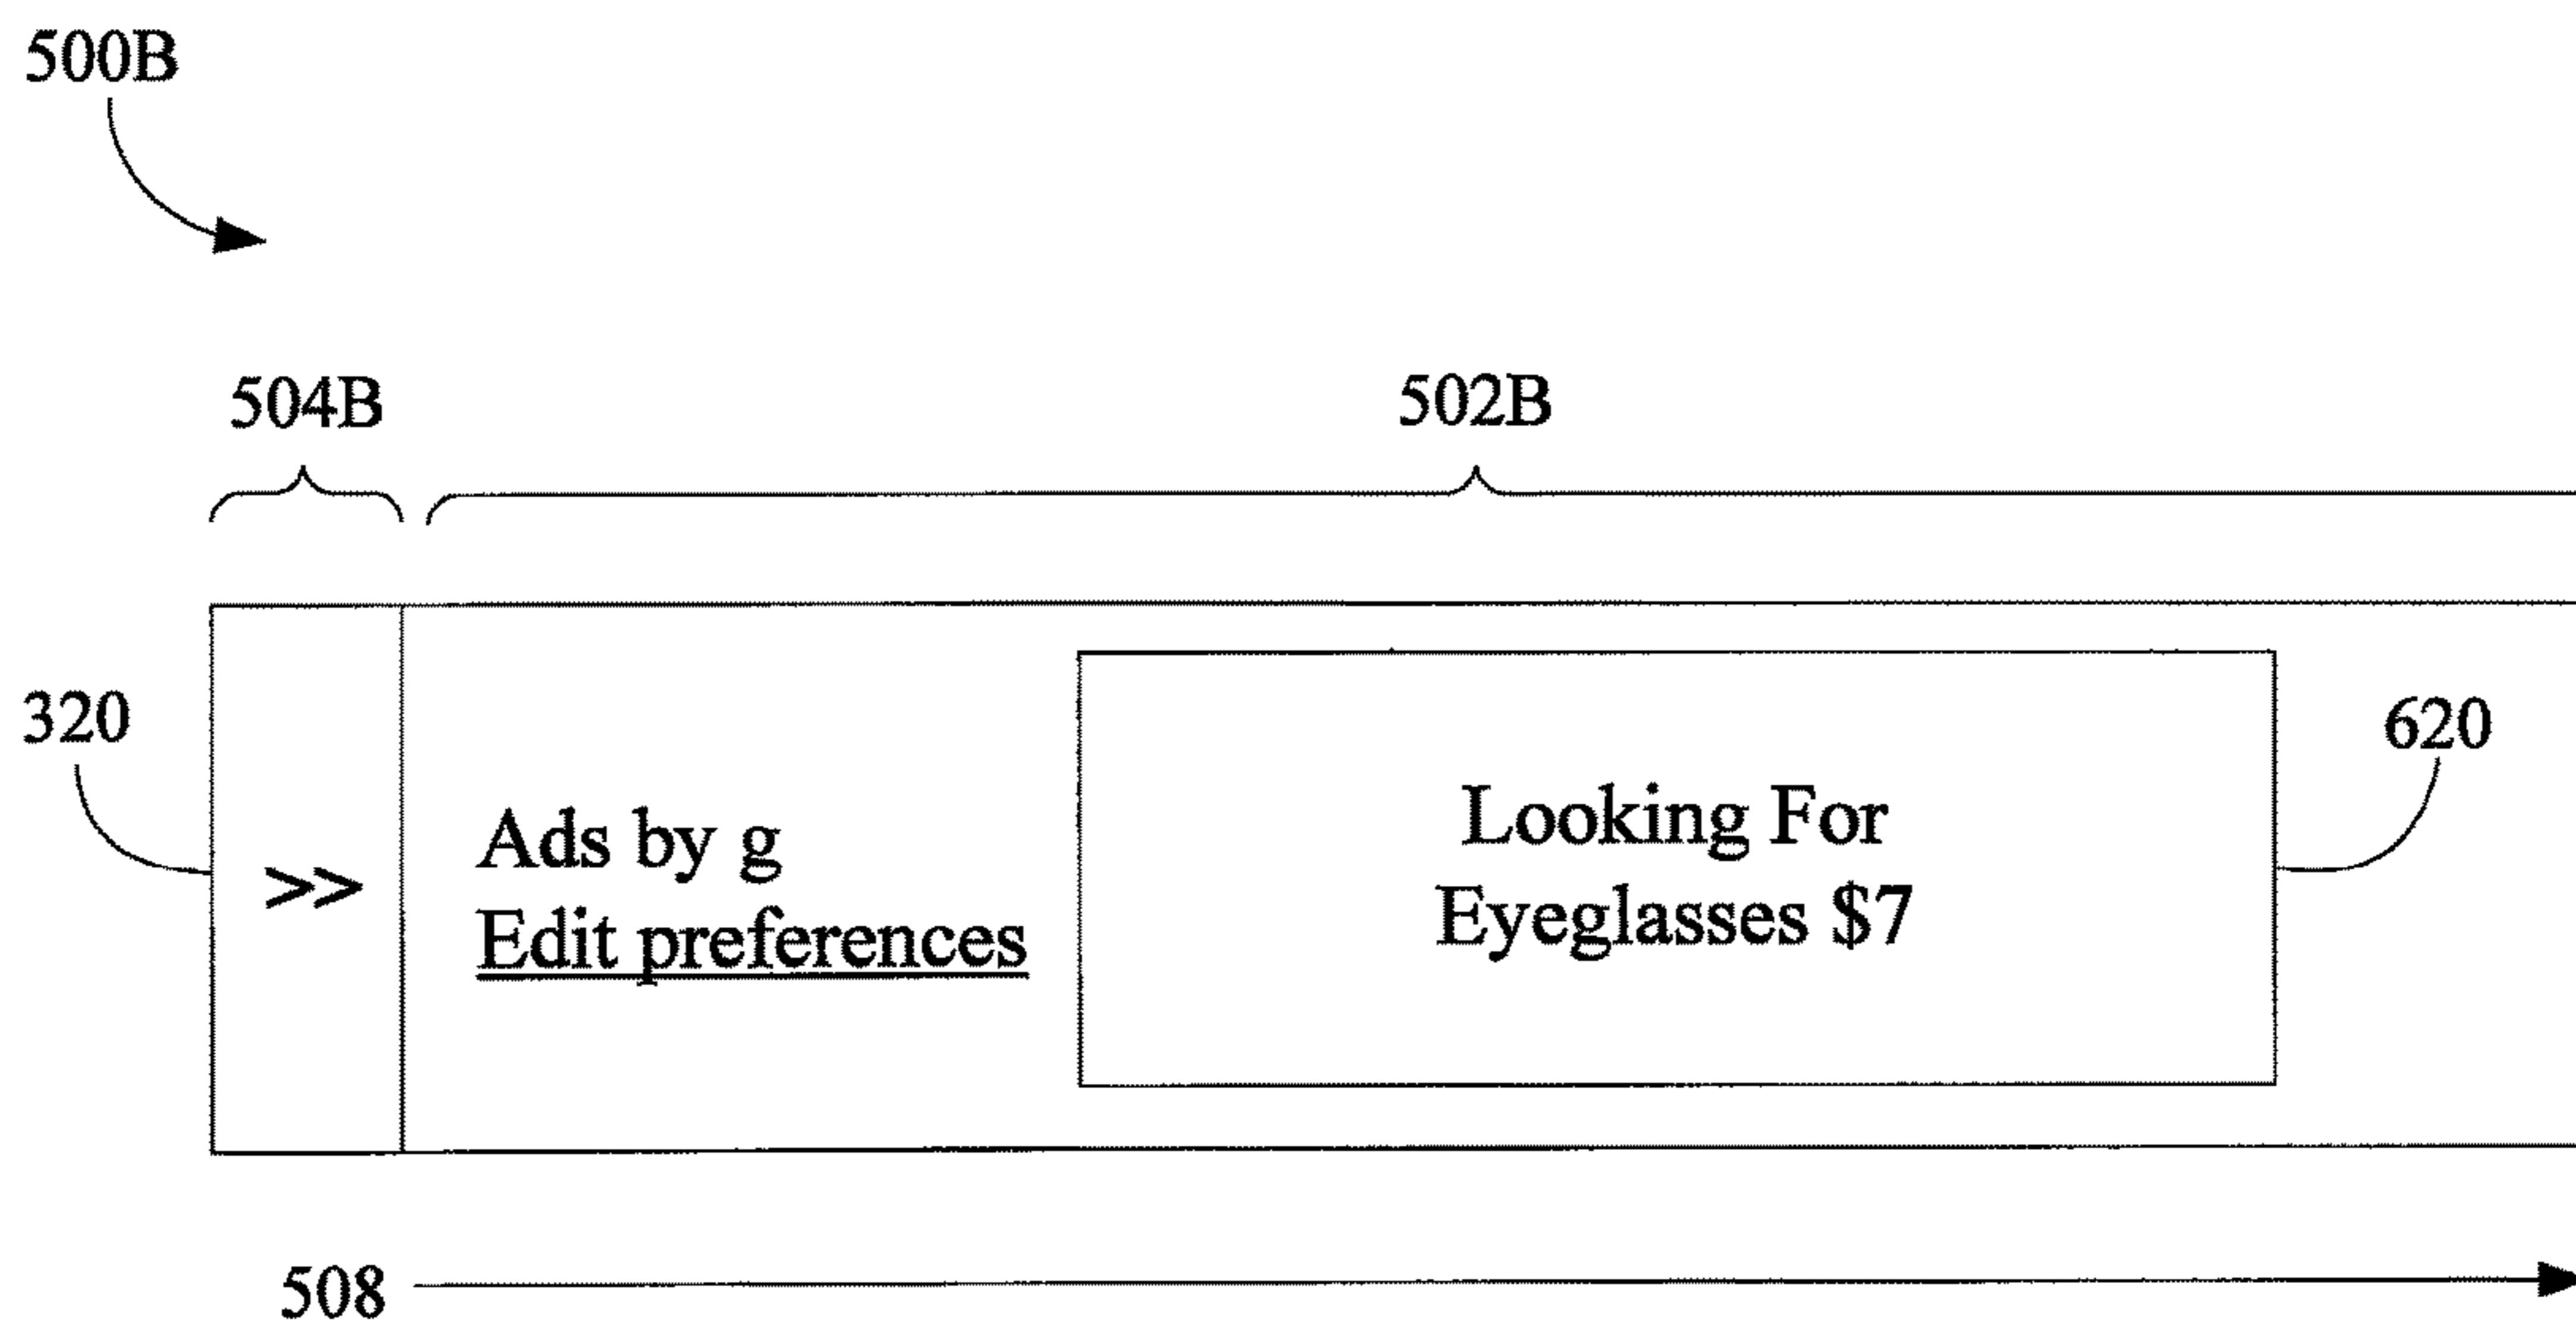 500B
504B
502B
320
620
>>
Ads by g
Edit preferences
Looking For
Eyeglasses $7
508